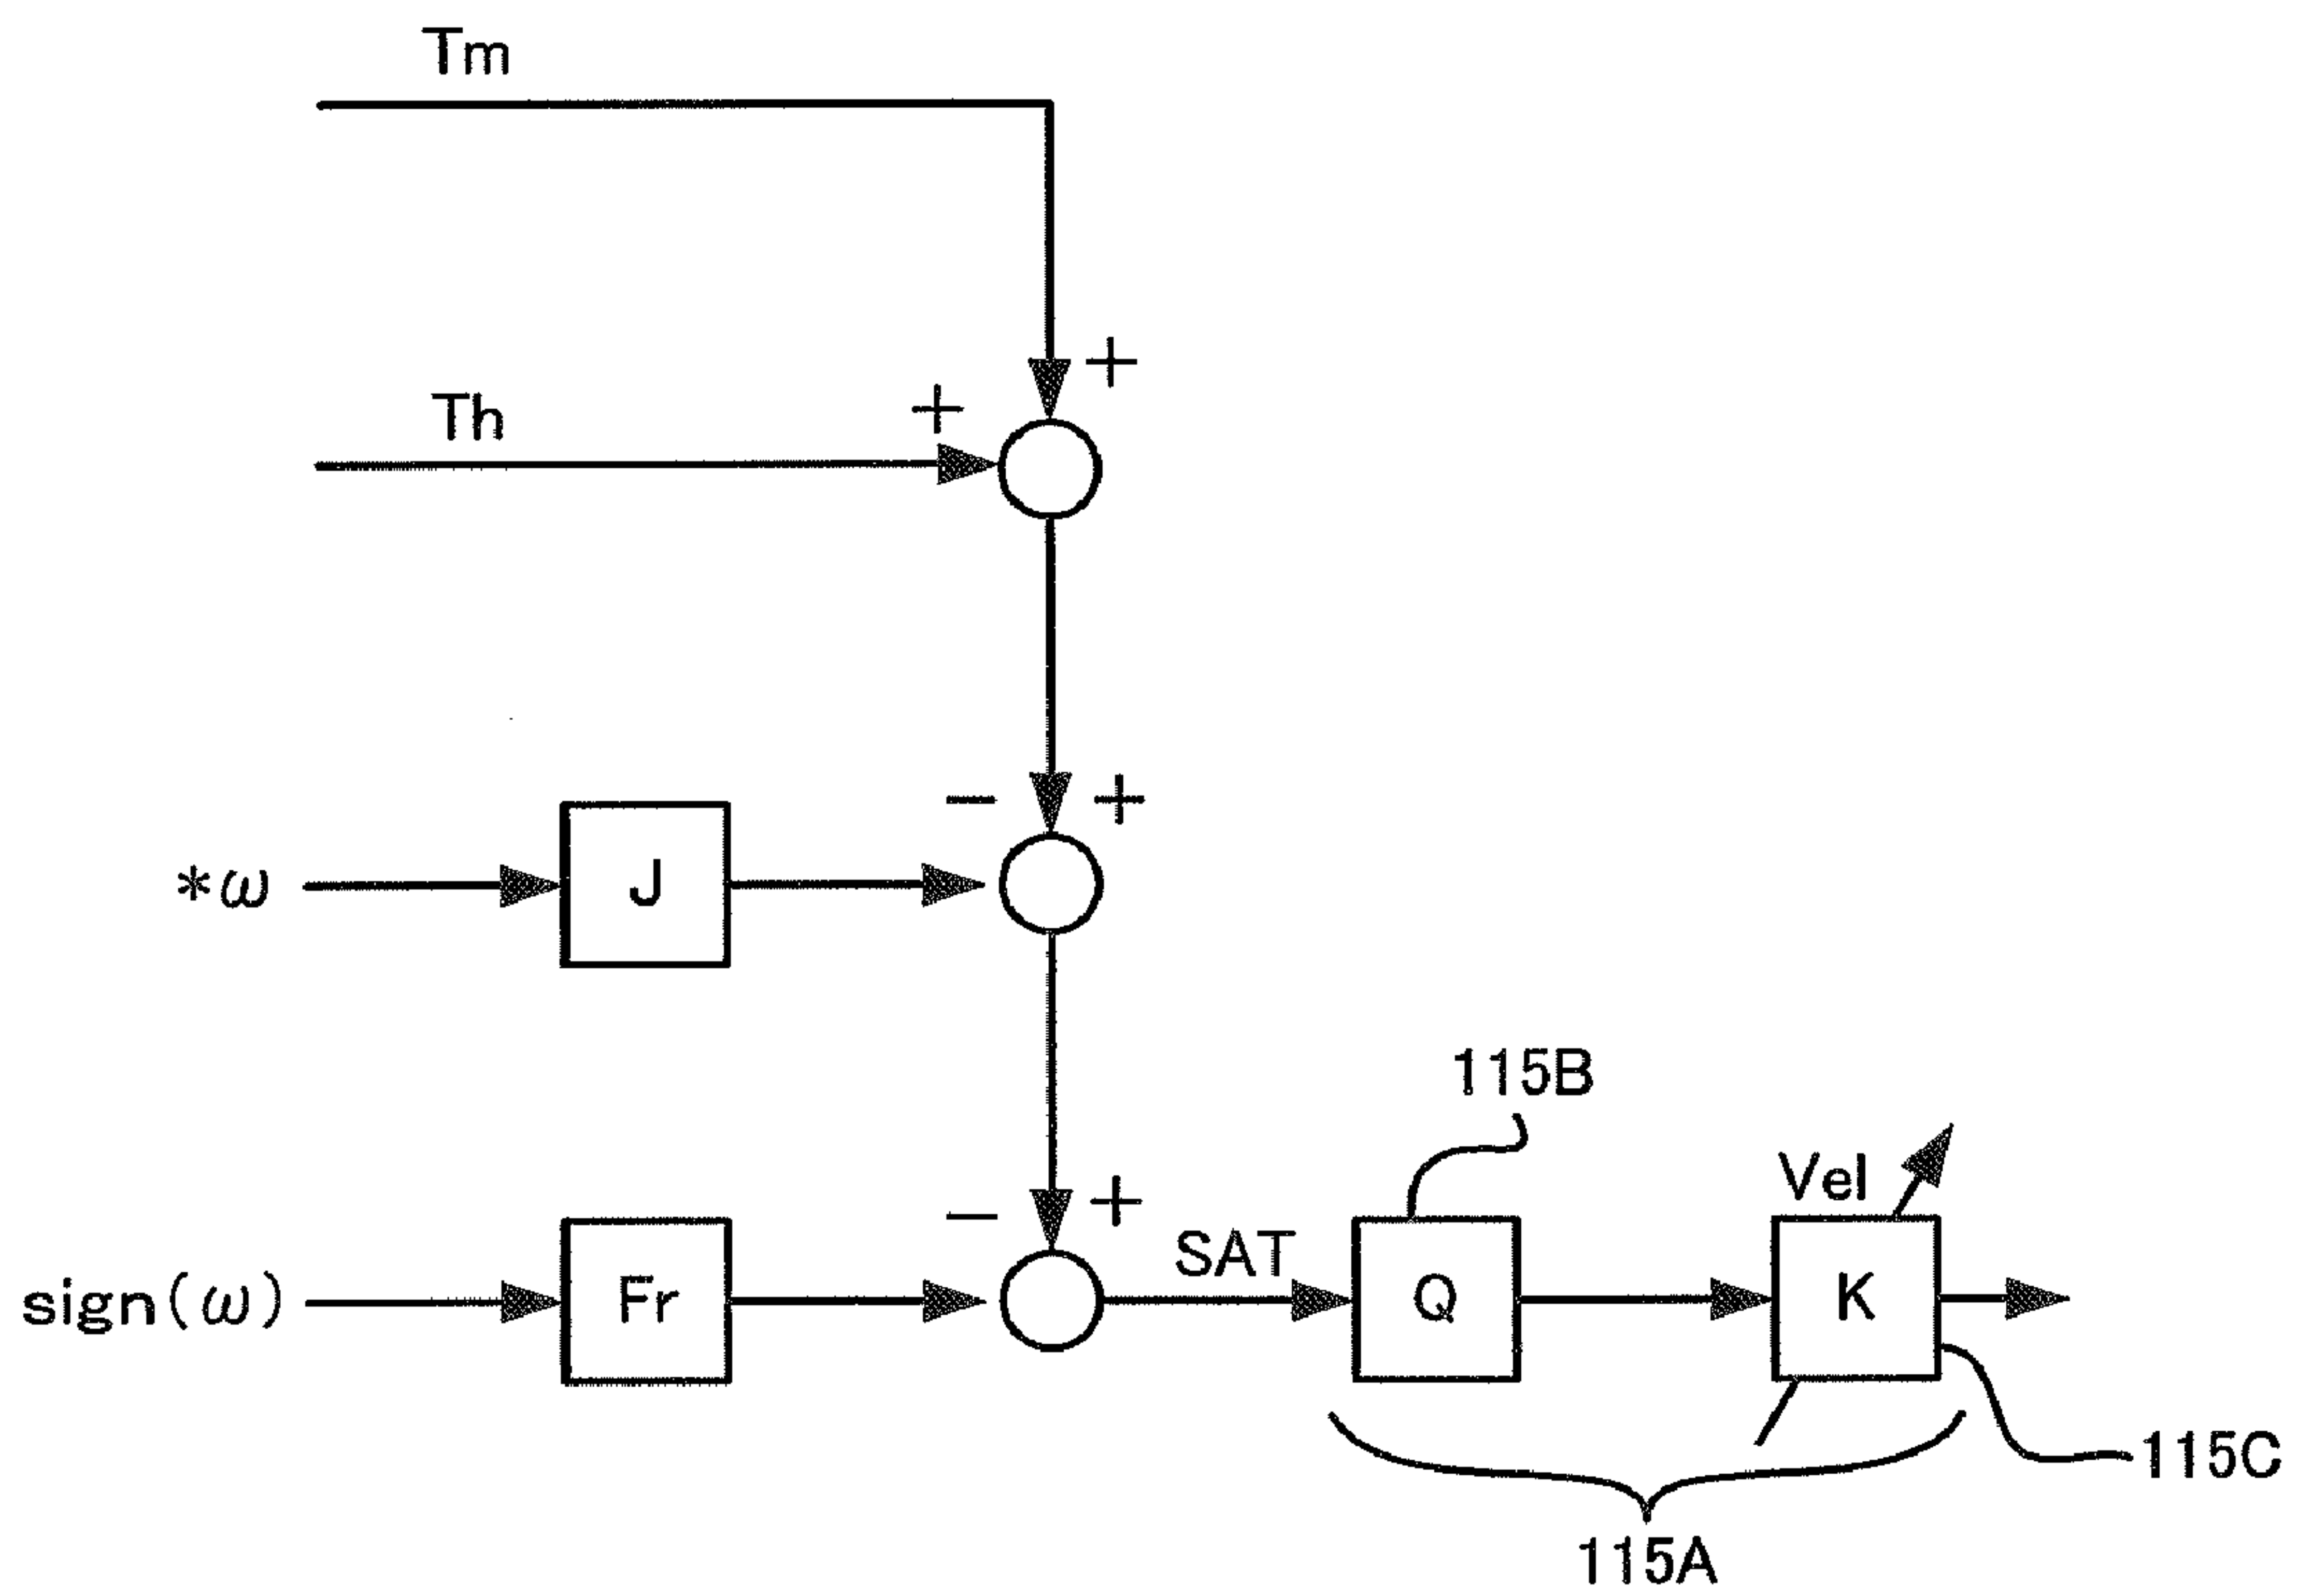 Tm
+
Th
+
− +
*ω
J
115B
− +
Vel
sign(ω)
Fr
SAT
Q
K
115C
115A